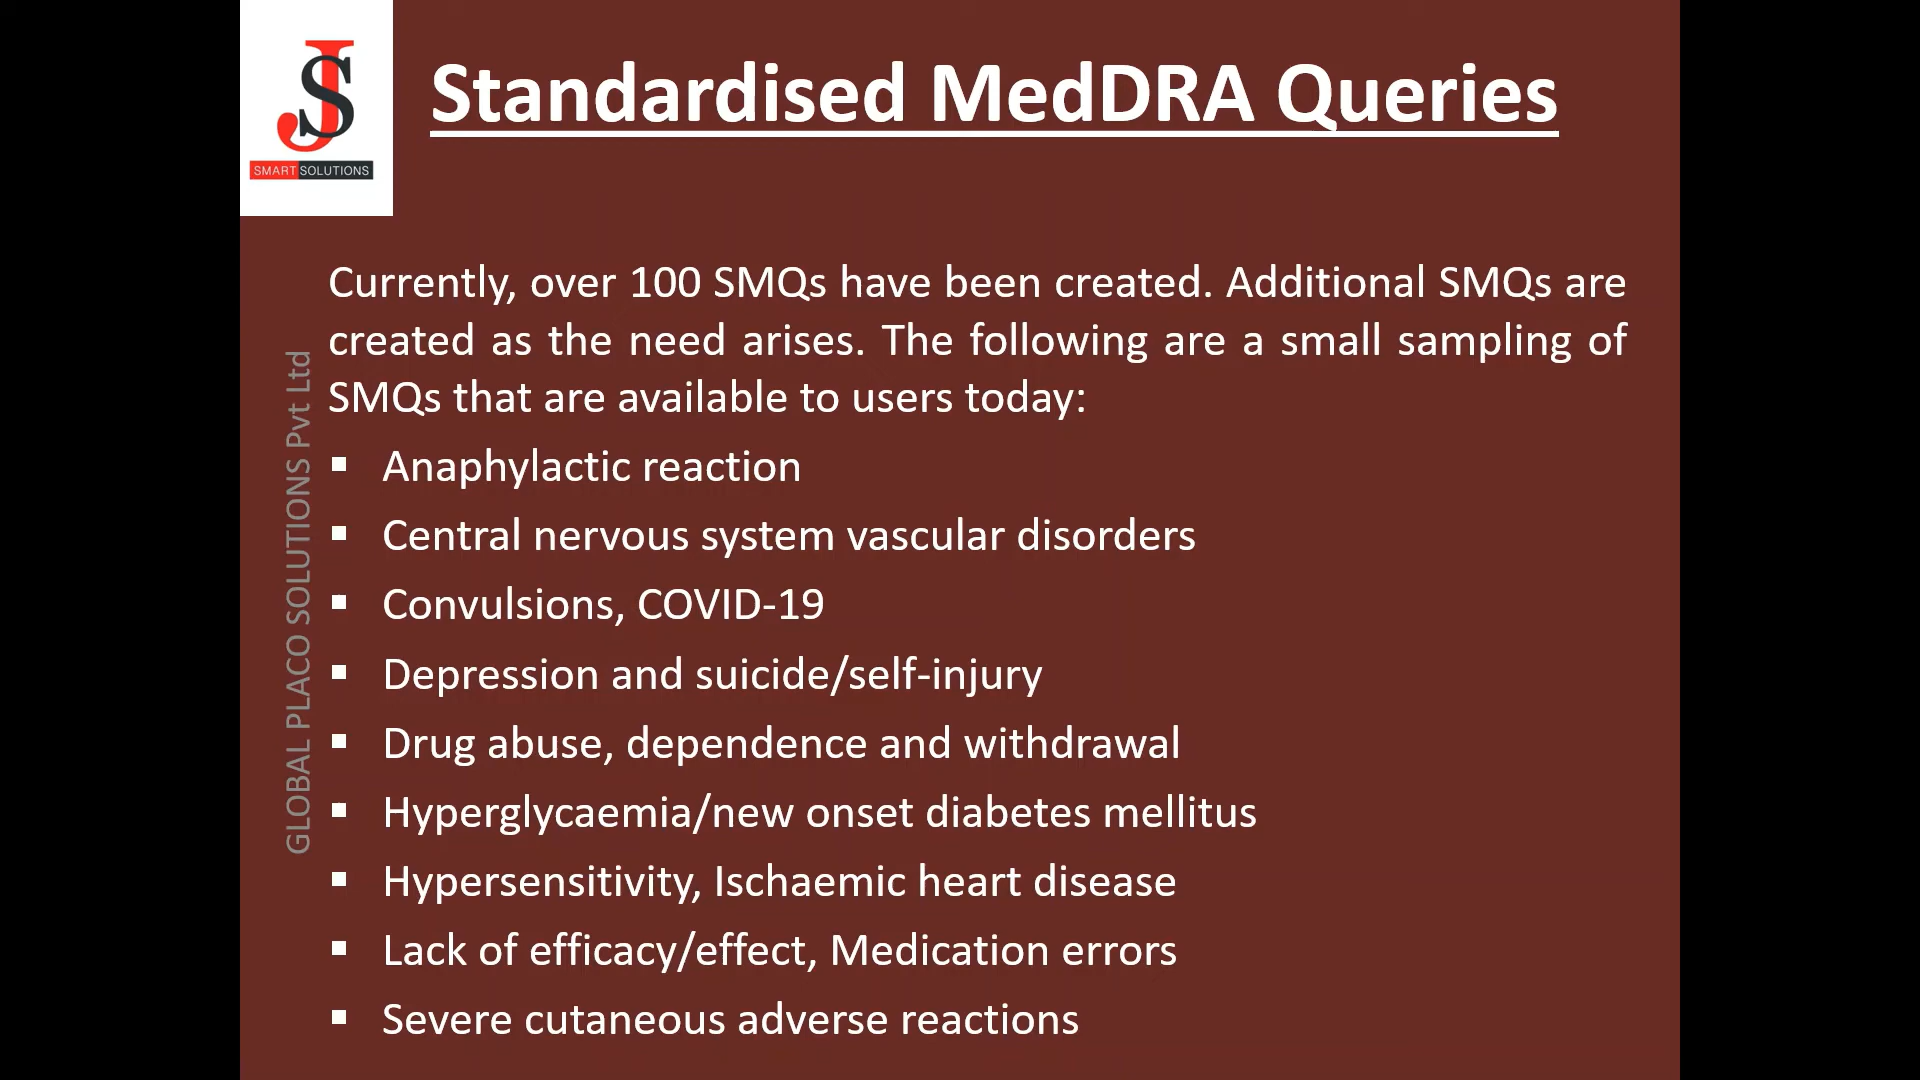 JS
SMART SOLUTIONS
Standardised MedDRA Queries
GLOBAL PLACO SOLUTIONS Pvt Ltd
Currently, over 100 SMQs have been created. Additional SMQs are
created as the need arises. The following are a small sampling of
SMQs that are available to users today:
▪ Anaphylactic reaction
▪ Central nervous system vascular disorders
▪ Convulsions, COVID-19
▪ Depression and suicide/self-injury
▪ Drug abuse, dependence and withdrawal
▪ Hyperglycaemia/new onset diabetes mellitus
▪ Hypersensitivity, Ischaemic heart disease
▪ Lack of efficacy/effect, Medication errors
▪ Severe cutaneous adverse reactions